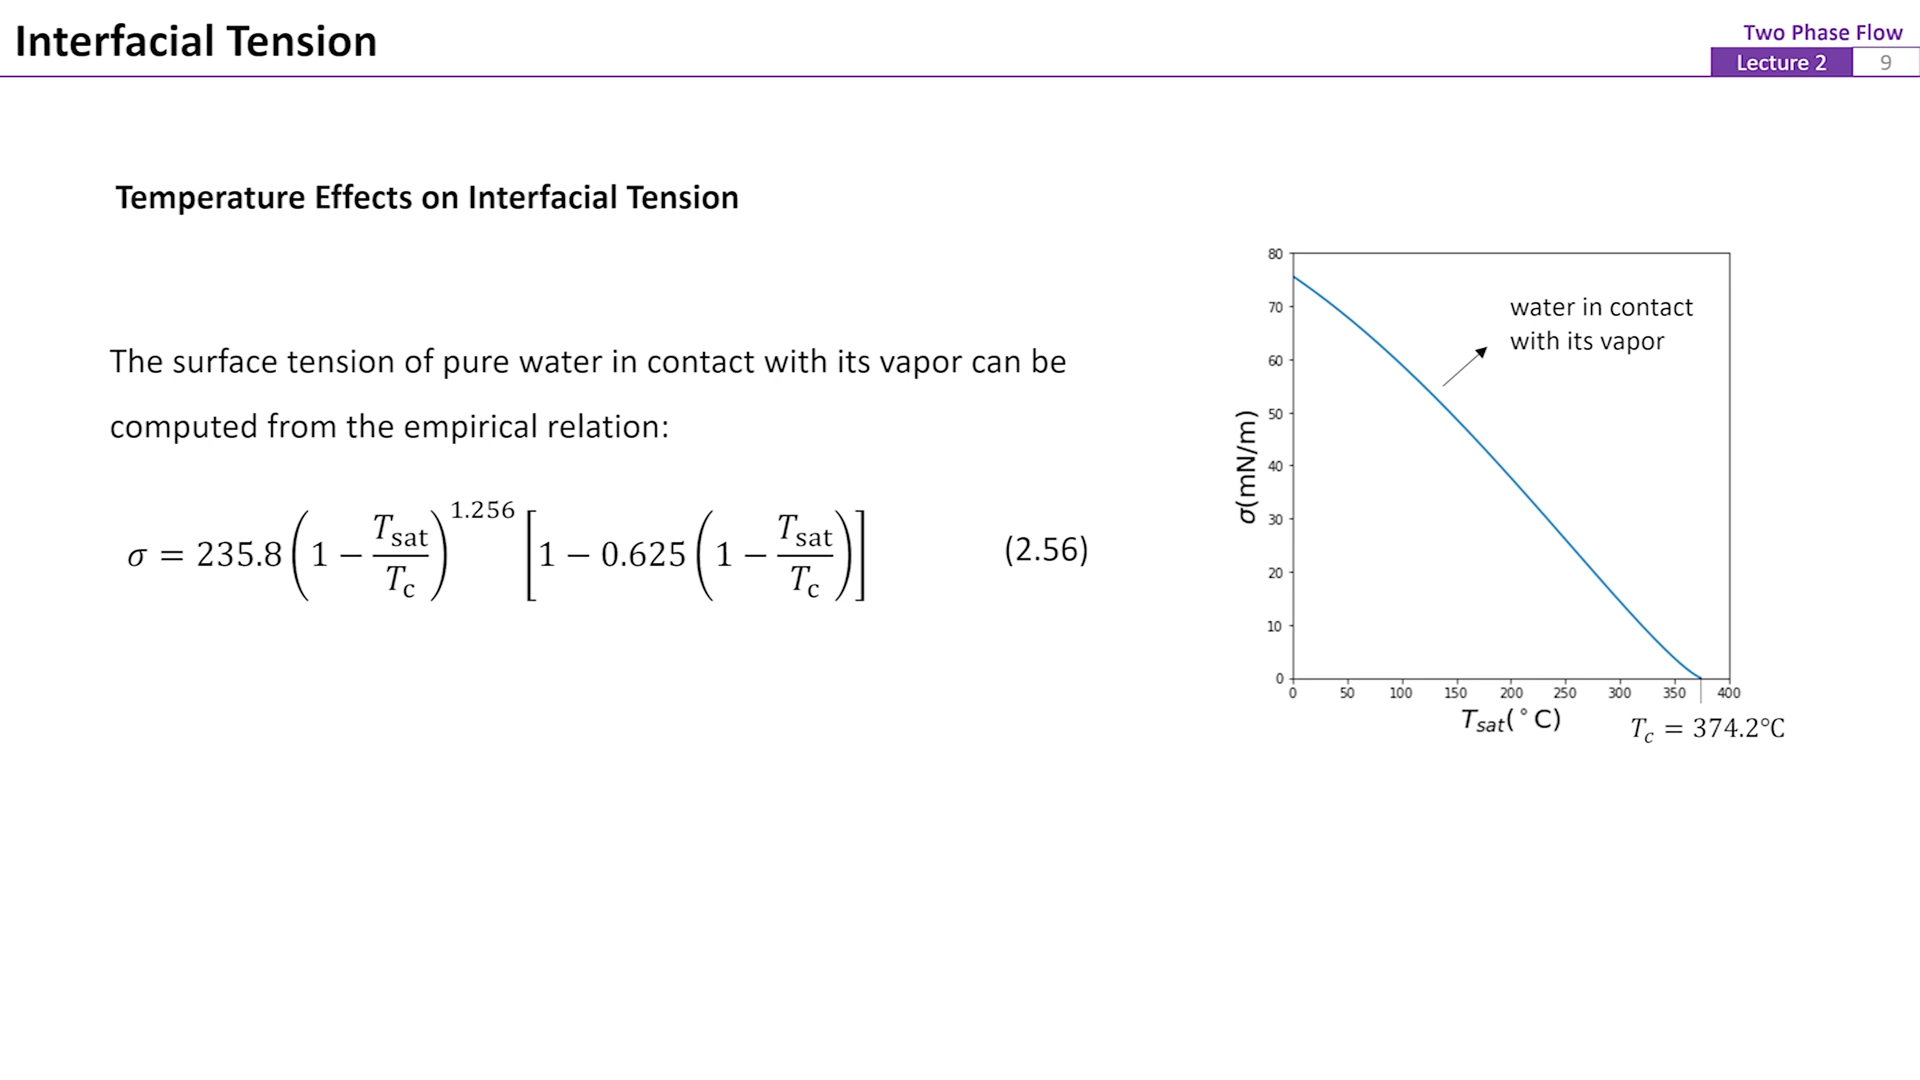 Interfacial Tension
Two Phase Flow
Lecture 2
9
Temperature Effects on Interfacial Tension
The surface tension of pure water in contact with its vapor can be
computed from the empirical relation:
σ = 235.8 (1 − T_sat/T_c)^1.256 [1 − 0.625 (1 − T_sat/T_c)] (2.56)
80
70
60
50
40
30
20
10
0
σ(mN/m)
water in contact
with its vapor
0 50 100 150 200 250 300 350 400
T_sat(°C)
T_c = 374.2°C